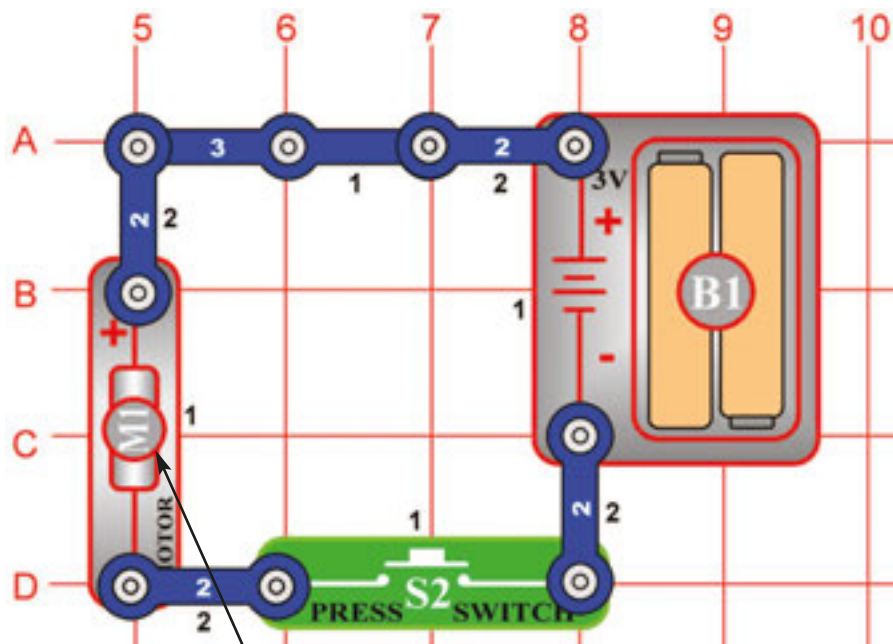 5 6 7 8 9 10
A 3 2
1 2 3V
2 2 +
B 1 B1
+
-
M1 1
C
2 2
OTOR 1
D 2 S2
2 PRESS SWITCH